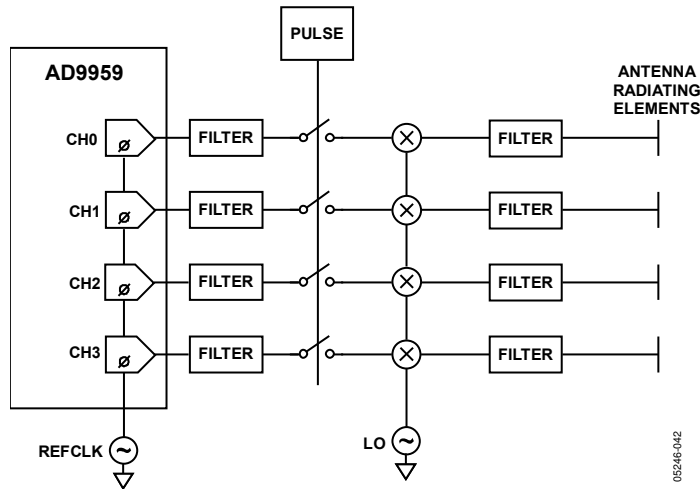 PULSE
AD9959
ANTENNA
RADIATING
ELEMENTS
CH0
Ø
FILTER
FILTER
CH1
Ø
FILTER
FILTER
CH2
Ø
FILTER
FILTER
CH3
Ø
FILTER
FILTER
REFCLK
~
LO
~
05246-042